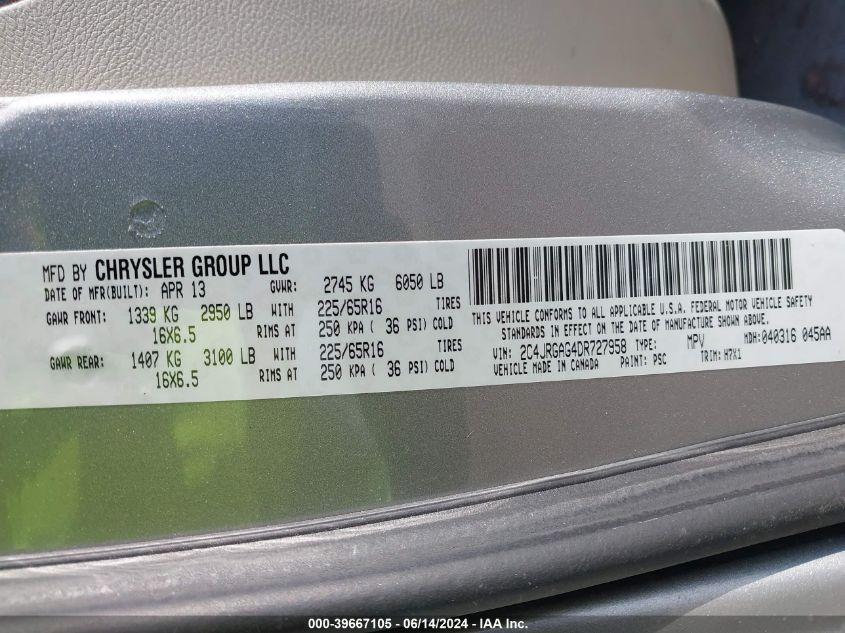 MFD BY CHRYSLER GROUP LLC
DATE OF MFR(BUILT): APR 13 GVWR: 2745 KG 6050 LB
GAWR FRONT: 1339 KG 2950 LB WITH 225/65R16 TIRES
16X6.5 RIMS AT 250 KPA ( 36 PSI) COLD
GAWR REAR: 1407 KG 3100 LB WITH 225/65R16 TIRES
16X6.5 RIMS AT 250 KPA ( 36 PSI) COLD
THIS VEHICLE CONFORMS TO ALL APPLICABLE U.S.A. FEDERAL MOTOR VEHICLE SAFETY
STANDARDS IN EFFECT ON THE DATE OF MANUFACTURE SHOWN ABOVE.
VIN: 2C4JRGAG4DR727958 TYPE: MPV MDH: 040316 045AA
VEHICLE MADE IN CANADA PAINT: PSC TRIM: H7X1
000-39667105 - 06/14/2024 - IAA Inc.